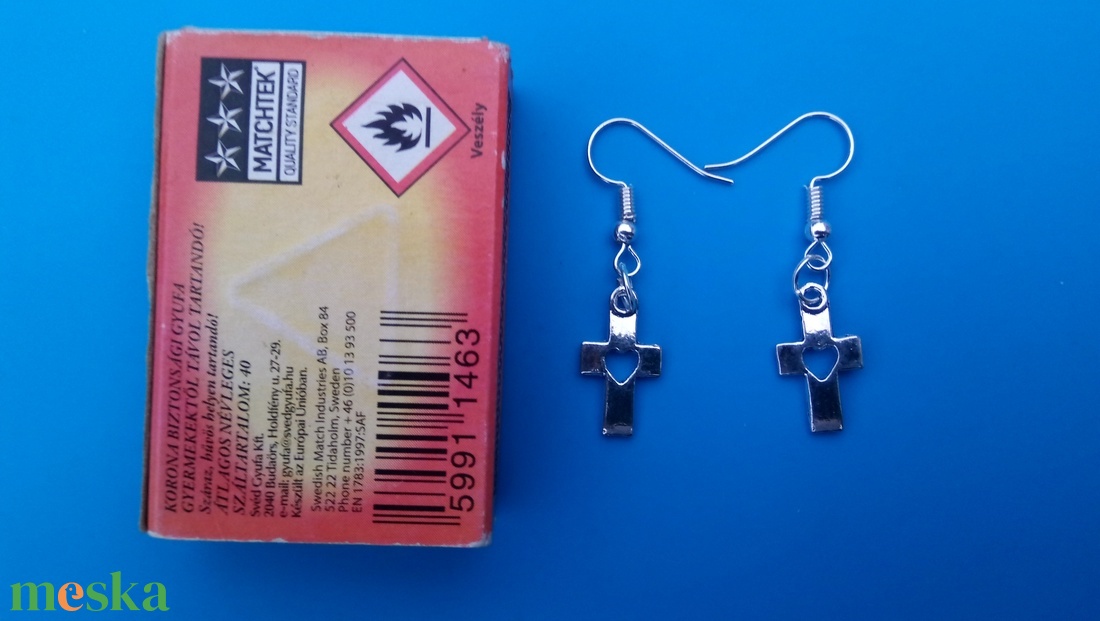 MATCHTEK
QUALITY STANDARD
Veszély
KORONA BIZTONSÁGI GYUFA
GYERMEKEKTŐL TÁVOL TARTANDÓ!
Száraz, hűvös helyen tartandó!
ÁTLAGOS NÉVLEGES
SZÁLTARTALOM: 40
Svéd Gyufa Kft.
2040 Budaörs, Holdfény u. 27-29.
e-mail: gyufa@svedgyufa.hu
Készült az Európai Unióban.
Swedish Match Industries AB, Box 84
522 22 Tidaholm, Sweden
Phone number + 46 (0)10 13 93 500
EN 1783:1997:SAF
5991 1463
meska